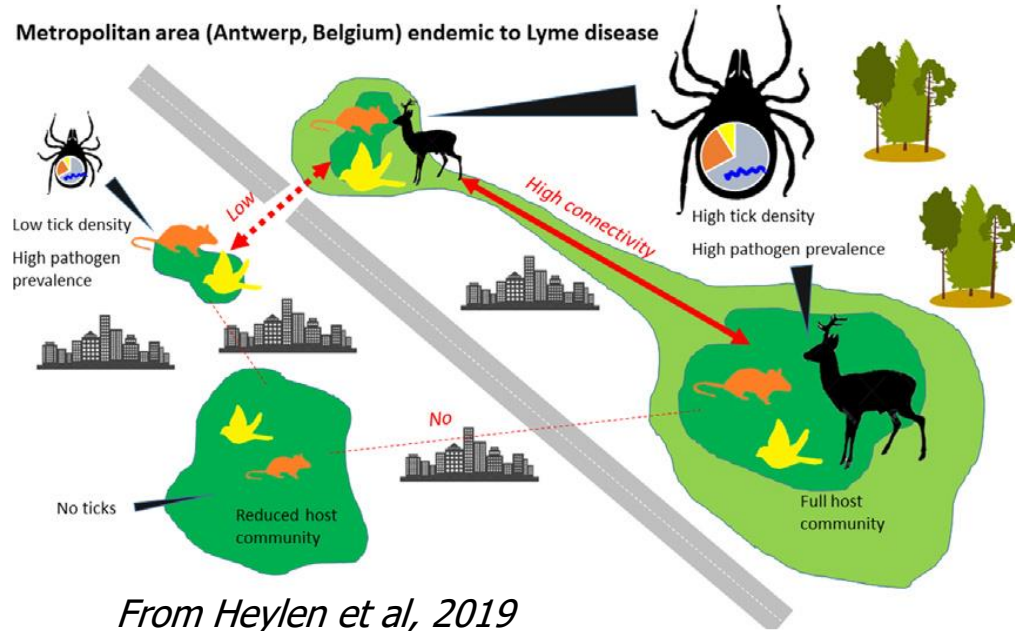 Metropolitan area (Antwerp, Belgium) endemic to Lyme disease
Low
High connectivity
Low tick density
High pathogen
prevalence
High tick density
High pathogen prevalence
No
No ticks
Reduced host
community
Full host
community
From Heylen et al, 2019